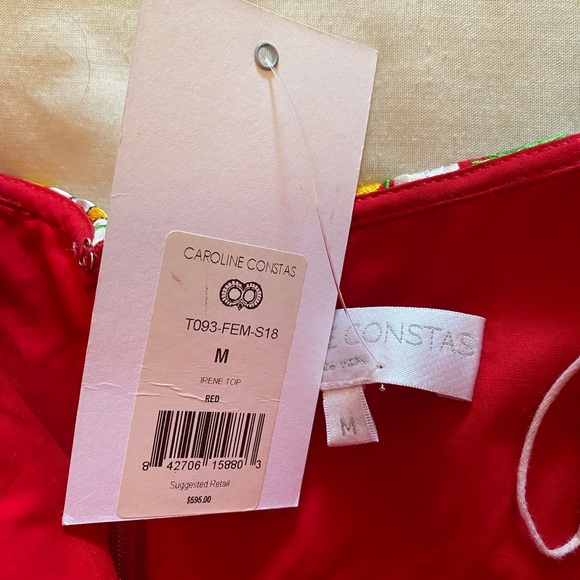 CAROLINE CONSTAS
T093-FEM-S18
M
IRENE TOP
RED
8 42706 15880 3
Suggested Retail
$595.00
E CONSTAS
M